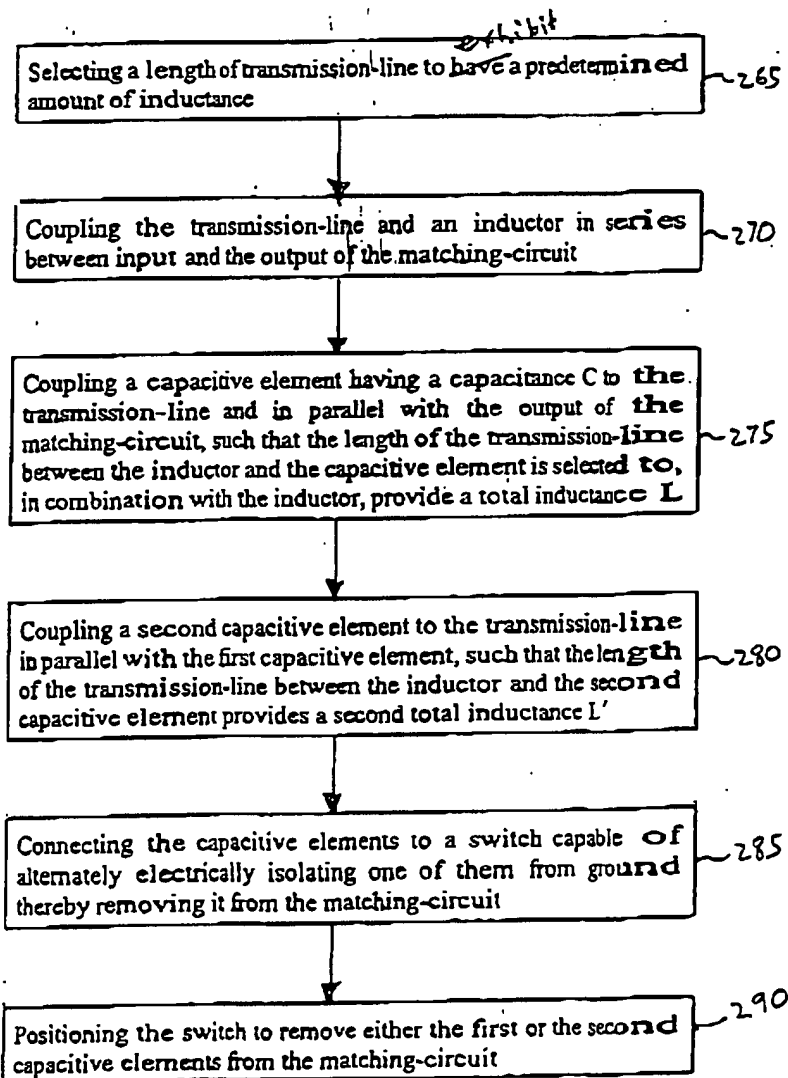 exhibit
Selecting a length of transmission-line to have a predetermined
amount of inductance
265
Coupling the transmission-line and an inductor in series
between input and the output of the matching-circuit
270
Coupling a capacitive element having a capacitance C to the
transmission-line and in parallel with the output of the
matching-circuit, such that the length of the transmission-line
between the inductor and the capacitive element is selected to,
in combination with the inductor, provide a total inductance L
275
Coupling a second capacitive element to the transmission-line
in parallel with the first capacitive element, such that the length
of the transmission-line between the inductor and the second
capacitive element provides a second total inductance L'
280
Connecting the capacitive elements to a switch capable of
alternately electrically isolating one of them from ground
thereby removing it from the matching-circuit
285
Positioning the switch to remove either the first or the second
capacitive elements from the matching-circuit
290